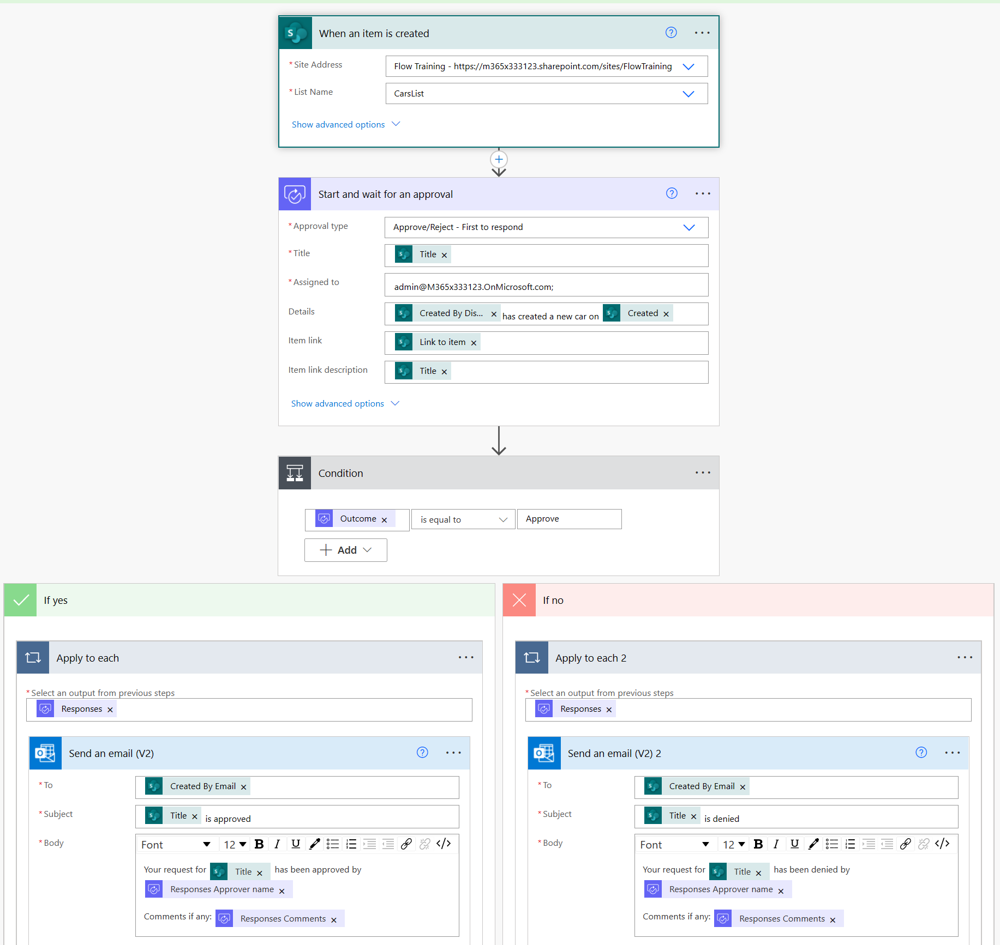 When an item is created
* Site Address
Flow Training - https://m365x333123.sharepoint.com/sites/FlowTraining
* List Name
CarsList
Show advanced options
Start and wait for an approval
* Approval type
Approve/Reject - First to respond
* Title
Title
* Assigned to
admin@M365x333123.OnMicrosoft.com;
Details
Created By Dis... has created a new car on Created
Item link
Link to item
Item link description
Title
Show advanced options
Condition
Outcome is equal to Approve
Add
If yes
Apply to each
* Select an output from previous steps
Responses
Send an email (V2)
* To
Created By Email
* Subject
Title is approved
* Body
Font 12 B I U </>
Your request for Title has been approved by
Responses Approver name
Comments if any: Responses Comments
If no
Apply to each 2
* Select an output from previous steps
Responses
Send an email (V2) 2
* To
Created By Email
* Subject
Title is denied
* Body
Font 12 B I U </>
Your request for Title has been denied by
Responses Approver name
Comments if any: Responses Comments